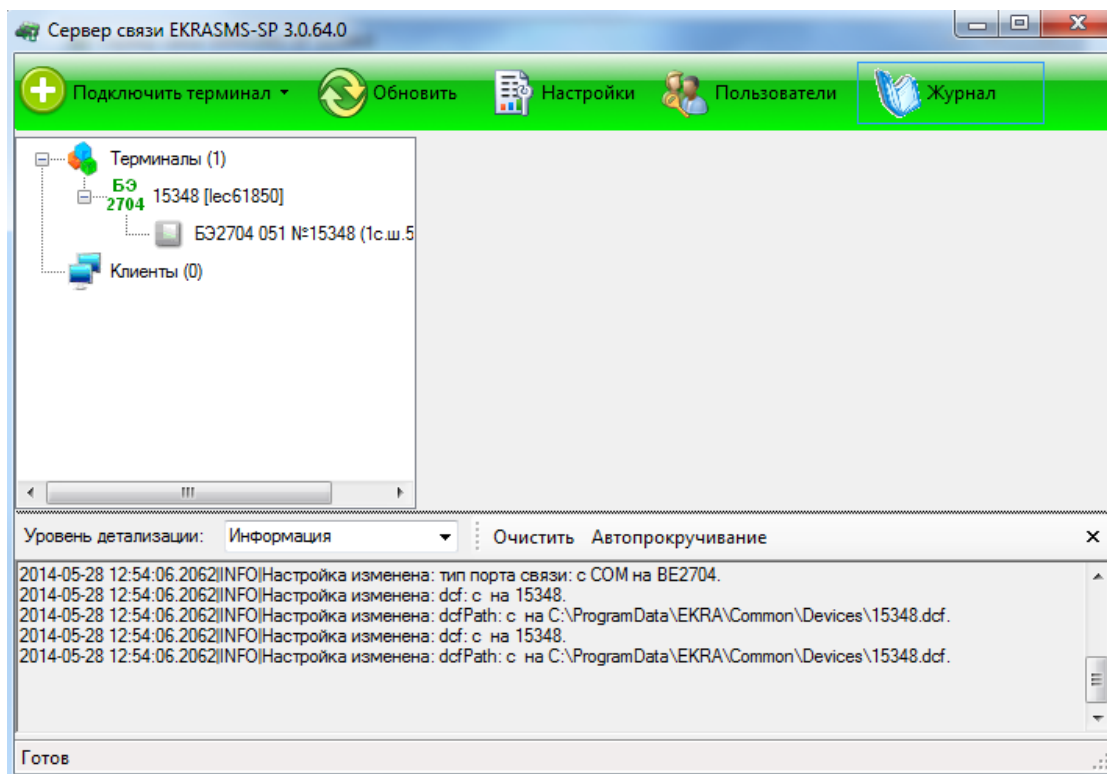 Сервер связи EKRASMS-SP 3.0.64.0
Подключить терминал Обновить Настройки Пользователи Журнал
Терминалы (1)
БЭ
2704 15348 [Iec61850]
БЭ2704 051 №15348 (1с.ш.5
Клиенты (0)
Уровень детализации: Информация Очистить Автопрокручивание
2014-05-28 12:54:06.2062|INFO|Настройка изменена: тип порта связи: с COM на BE2704.
2014-05-28 12:54:06.2062|INFO|Настройка изменена: dcf: с на 15348.
2014-05-28 12:54:06.2062|INFO|Настройка изменена: dcfPath: с на C:\ProgramData\EKRA\Common\Devices\15348.dcf.
2014-05-28 12:54:06.2062|INFO|Настройка изменена: dcf: с на 15348.
2014-05-28 12:54:06.2062|INFO|Настройка изменена: dcfPath: с на C:\ProgramData\EKRA\Common\Devices\15348.dcf.
Готов